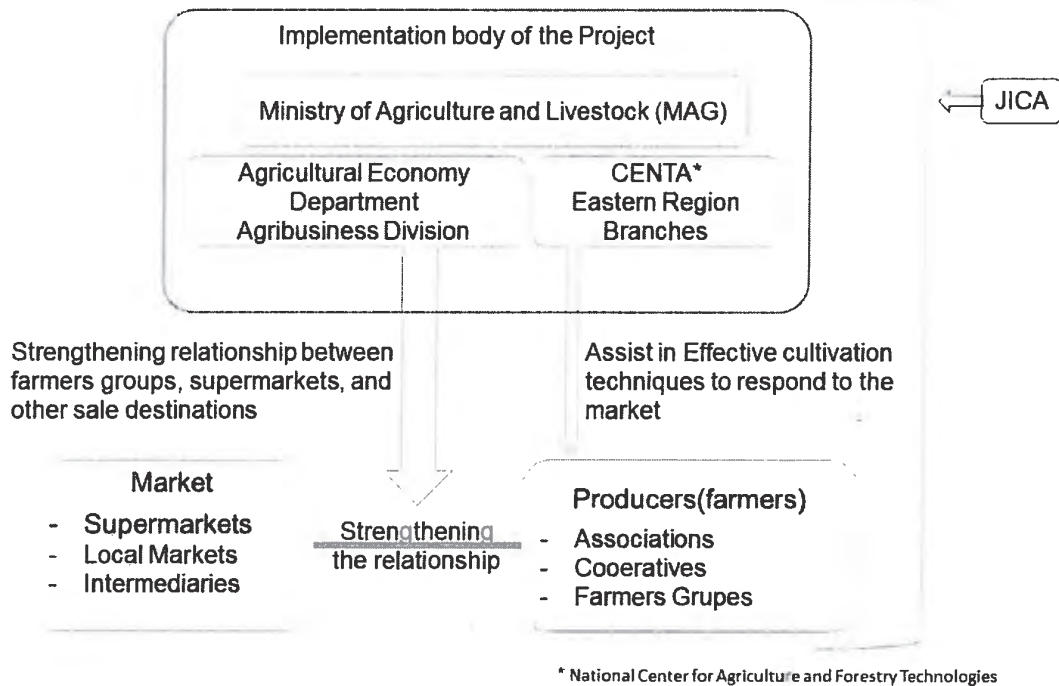 Implementation body of the Project
JICA
Ministry of Agriculture and Livestock (MAG)
Agricultural Economy
Department
Agribusiness Division
CENTA*
Eastern Region
Branches
Strengthening relationship between
farmers groups, supermarkets, and
other sale destinations
Assist in Effective cultivation
techniques to respond to the
market
Market
- Supermarkets
- Local Markets
- Intermediaries
Strengthening
the relationship
Producers(farmers)
- Associations
- Cooeratives
- Farmers Grupes
* National Center for Agriculture and Forestry Technologies